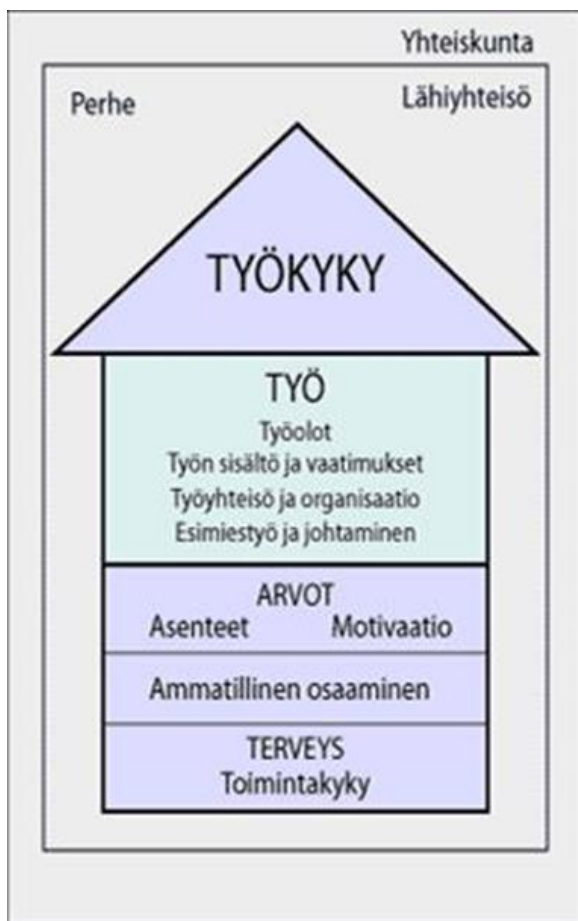 Yhteiskunta
Perhe
Lähiyhteisö
TYÖKYKY
TYÖ
Työolot
Työn sisältö ja vaatimukset
Työyhteisö ja organisaatio
Esimiestyö ja johtaminen
ARVOT
Asenteet Motivaatio
Ammatillinen osaaminen
TERVEYS
Toimintakyky